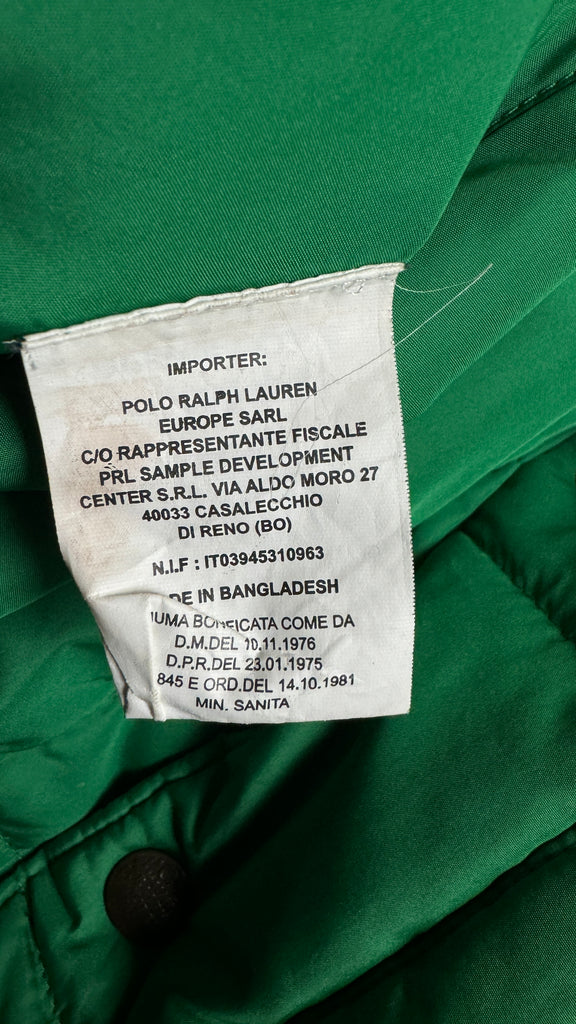 IMPORTER:
POLO RALPH LAUREN
EUROPE SARL
C/O RAPPRESENTANTE FISCALE
PRL SAMPLE DEVELOPMENT
CENTER S.R.L. VIA ALDO MORO 27
40033 CASALECCHIO
DI RENO (BO)
N.I.F : IT03945310963
DE IN BANGLADESH
IUMA BONIFICATA COME DA
D.M.DEL 10.11.1976
D.P.R.DEL 23.01.1975
845 E ORD.DEL 14.10.1981
MIN. SANITA